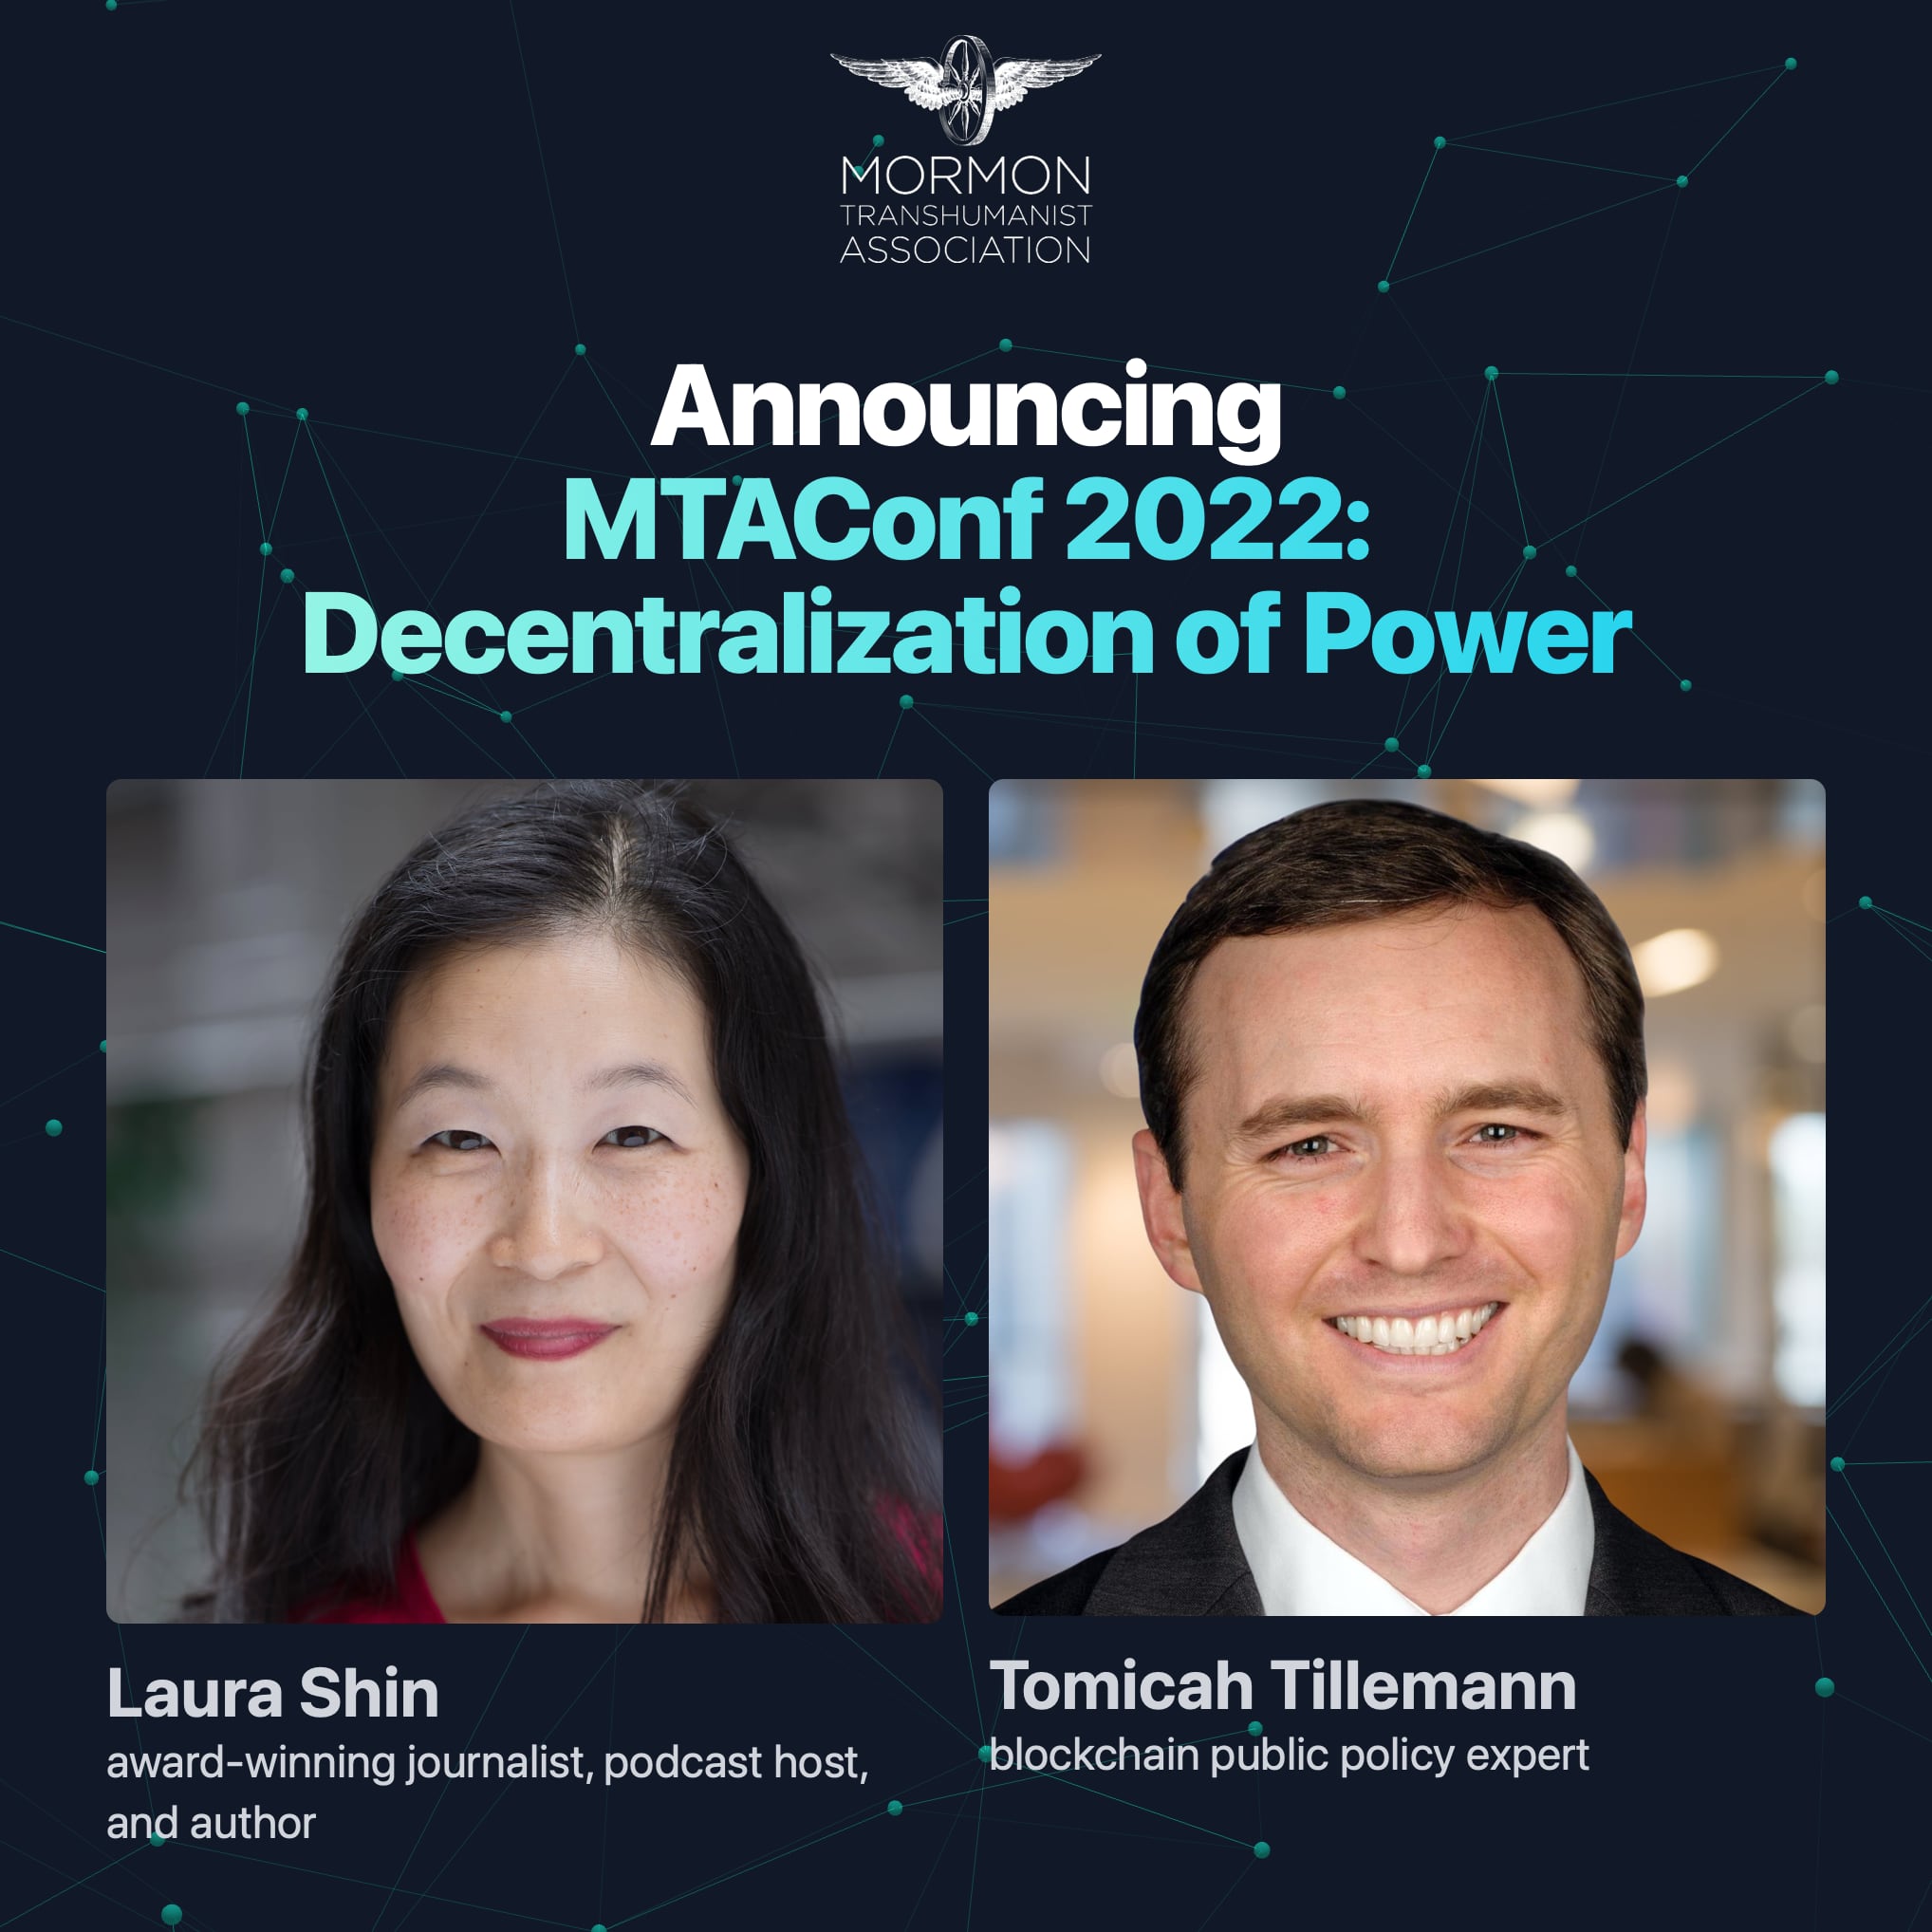 MORMON
TRANSHUMANIST
ASSOCIATION
Announcing
MTAConf 2022:
Decentralization of Power
Laura Shin
award-winning journalist, podcast host,
and author
Tomicah Tillemann
blockchain public policy expert